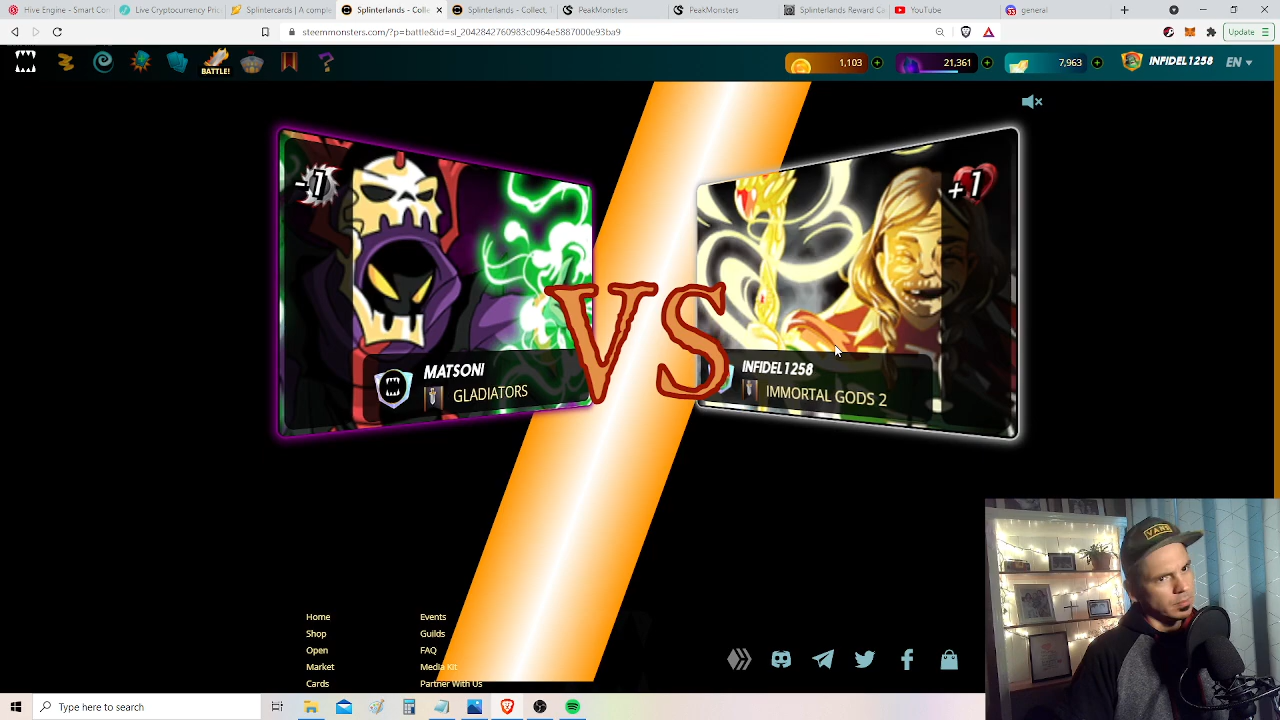 Hive Engine - Smart Con
Live Cryptocurrency Pric
Splintercards | A comple
Splinterlands - Colle
Splinterlands - Collect, T
PeakMonsters
PeakMonsters
Splinterlands Reward Ca
YouTube
general
steemmonsters.com/?p=battle&ad=sl_
Update
BATTLE!
1,103
21,361
7,963
INFIDEL1258
EN
-1
+1
VS
MATSONI
GLADIATORS
INFIDEL1258
IMMORTAL GODS 2
VANS
Home
Events
Shop
Guilds
Open
FAQ
Market
Media Kit
Cards
Partner With Us
Type here to search